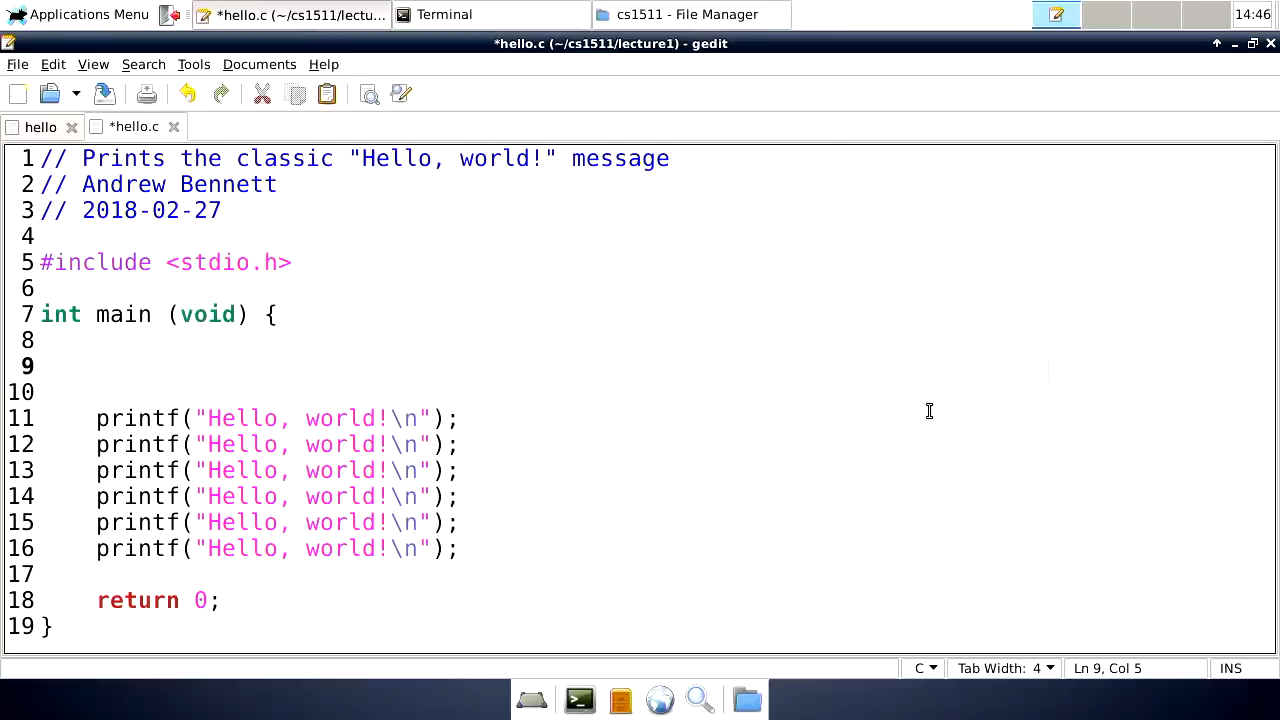 Applications Menu *hello.c (~/cs1511/lectu... Terminal cs1511 - File Manager 14:46
*hello.c (~/cs1511/lecture1) - gedit
File Edit View Search Tools Documents Help
hello *hello.c
1 // Prints the classic "Hello, world!" message
2 // Andrew Bennett
3 // 2018-02-27
4
5 #include <stdio.h>
6
7 int main (void) {
8
9
10
11     printf("Hello, world!\n");
12     printf("Hello, world!\n");
13     printf("Hello, world!\n");
14     printf("Hello, world!\n");
15     printf("Hello, world!\n");
16     printf("Hello, world!\n");
17
18     return 0;
19 }
C Tab Width: 4 Ln 9, Col 5 INS